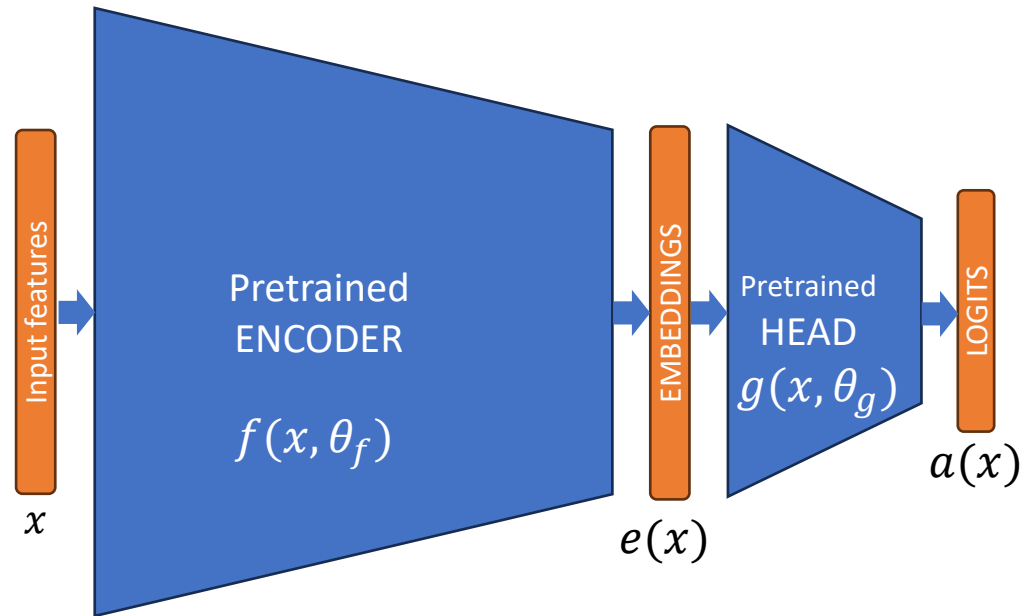 Input features
x
Pretrained
ENCODER
f(x, θ_f)
EMBEDDINGS
e(x)
Pretrained
HEAD
g(x, θ_g)
LOGITS
a(x)